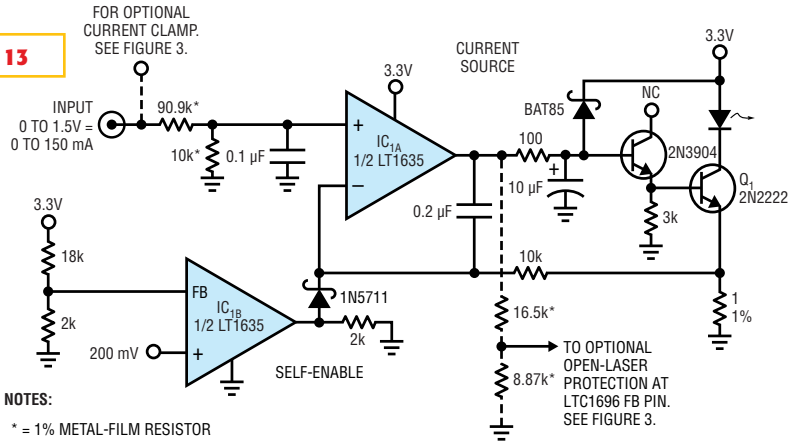 FOR OPTIONAL
CURRENT CLAMP.
SEE FIGURE 3.
13
INPUT
0 TO 1.5V =
0 TO 150 mA
90.9k*
10k*
0.1 µF
3.3V
CURRENT
SOURCE
+
−
IC1A
1/2 LT1635
100
BAT85
+
10 µF
NC
2N3904
3.3V
Q1
2N2222
3k
0.2 µF
10k
1
1%
3.3V
18k
2k
FB
IC1B
1/2 LT1635
+
200 mV
1N5711
2k
SELF-ENABLE
16.5k*
8.87k*
TO OPTIONAL
OPEN-LASER
PROTECTION AT
LTC1696 FB PIN.
SEE FIGURE 3.
NOTES:
* = 1% METAL-FILM RESISTOR